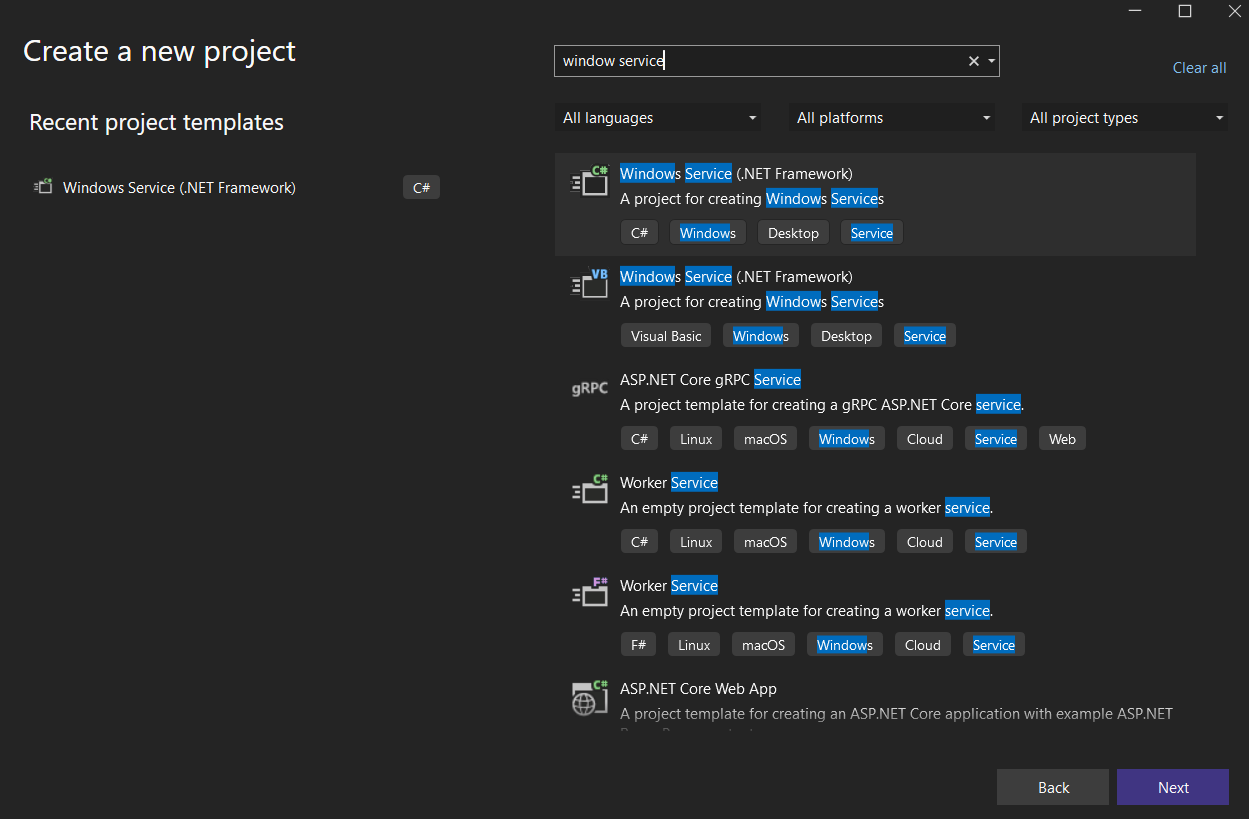 Create a new project
Recent project templates
Windows Service (.NET Framework)
C#
window service
Clear all
All languages
All platforms
All project types
C#
Windows Service (.NET Framework)
A project for creating Windows Services
C# Windows Desktop Service
VB
Windows Service (.NET Framework)
A project for creating Windows Services
Visual Basic Windows Desktop Service
gRPC
ASP.NET Core gRPC Service
A project template for creating a gRPC ASP.NET Core service.
C# Linux macOS Windows Cloud Service Web
C#
Worker Service
An empty project template for creating a worker service.
C# Linux macOS Windows Cloud Service
F#
Worker Service
An empty project template for creating a worker service.
F# Linux macOS Windows Cloud Service
C#
ASP.NET Core Web App
A project template for creating an ASP.NET Core application with example ASP.NET
Back
Next